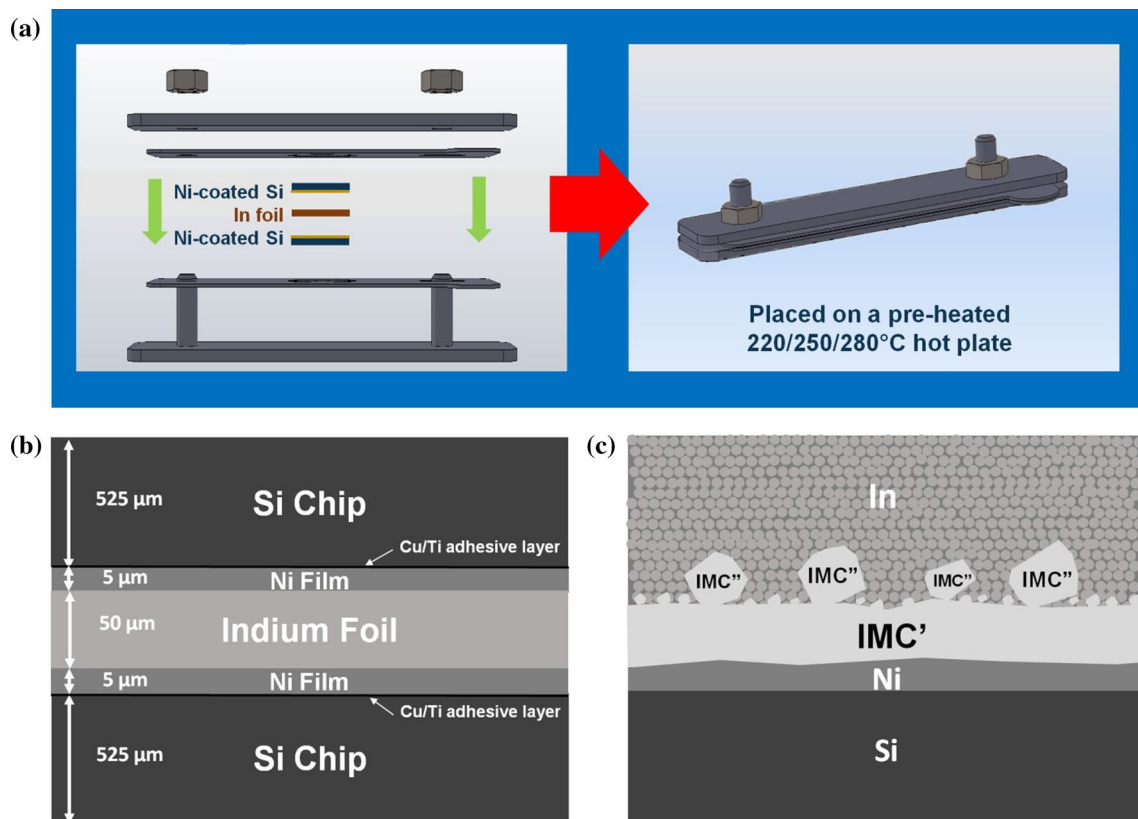 (a)
Ni-coated Si
In foil
Ni-coated Si
Placed on a pre-heated
220/250/280°C hot plate
(b)
525 µm
Si Chip
Cu/Ti adhesive layer
5 µm
Ni Film
50 µm
Indium Foil
5 µm
Ni Film
Cu/Ti adhesive layer
525 µm
Si Chip
(c)
In
IMC”
IMC”
IMC”
IMC”
IMC’
Ni
Si